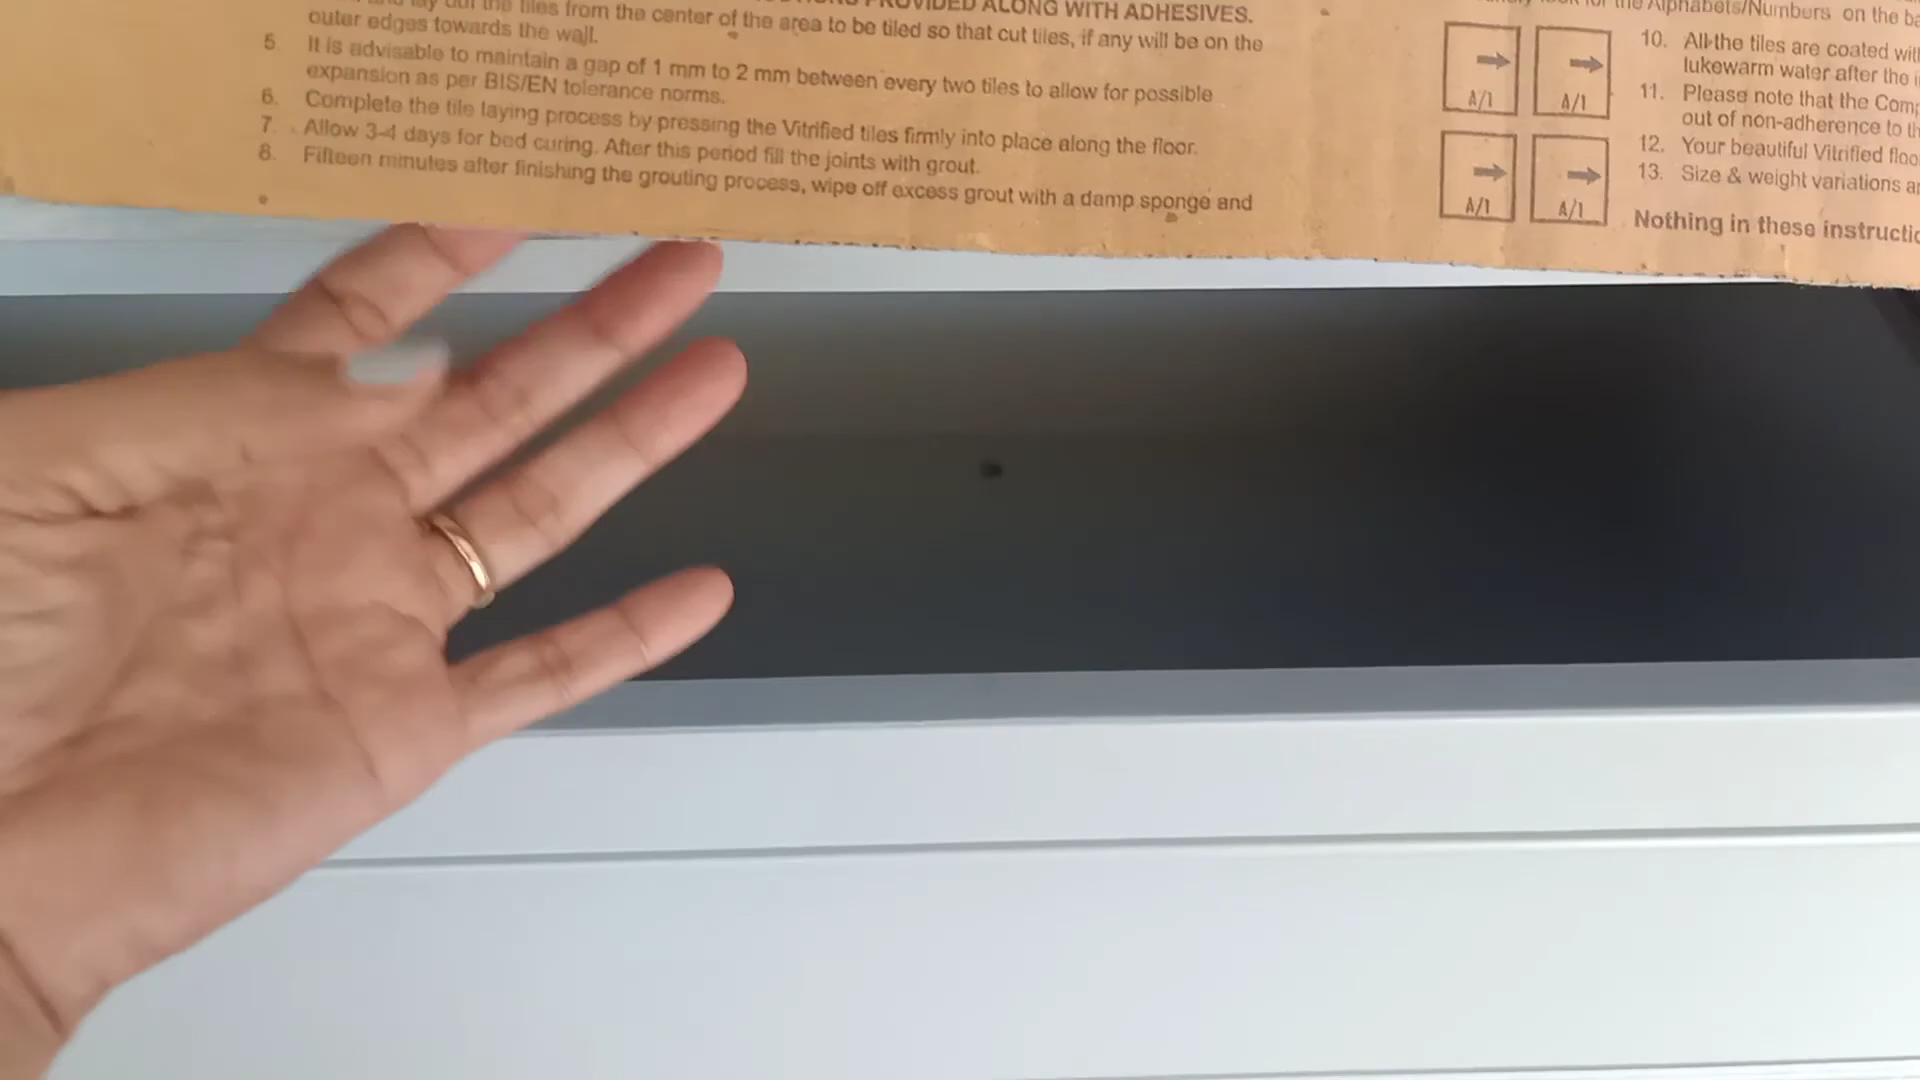 PROVIDED ALONG WITH ADHESIVES.
out the tiles from the center of the area to be tiled so that cut tiles, if any will be on the
outer edges towards the wall.
5. It is advisable to maintain a gap of 1 mm to 2 mm between every two tiles to allow for possible
expansion as per BIS/EN tolerance norms.
6. Complete the tile laying process by pressing the Vitrified tiles firmly into place along the floor.
7. Allow 3-4 days for bed curing. After this period fill the joints with grout.
8. Fifteen minutes after finishing the grouting process, wipe off excess grout with a damp sponge and
A/1 A/1
A/1 A/1
look for the Alphabets/Numbers on the
10. All the tiles are coated
lukewarm water after the
11. Please note that the
out of non-adherence to
12. Your beautiful Vitrified
13. Size & weight variations
Nothing in these